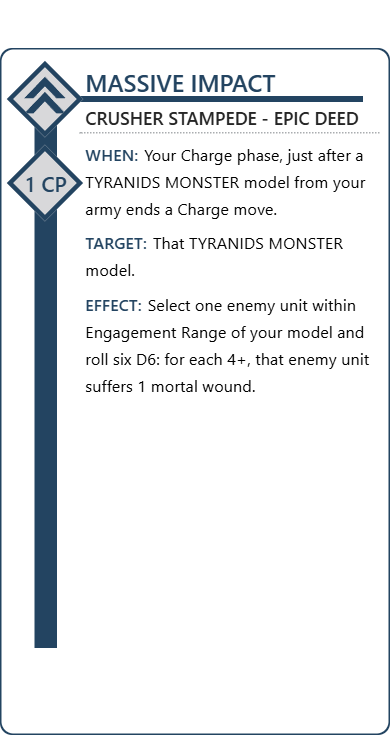 MASSIVE IMPACT
CRUSHER STAMPEDE - EPIC DEED
1 CP
WHEN: Your Charge phase, just after a
TYRANIDS MONSTER model from your
army ends a Charge move.
TARGET: That TYRANIDS MONSTER
model.
EFFECT: Select one enemy unit within
Engagement Range of your model and
roll six D6: for each 4+, that enemy unit
suffers 1 mortal wound.